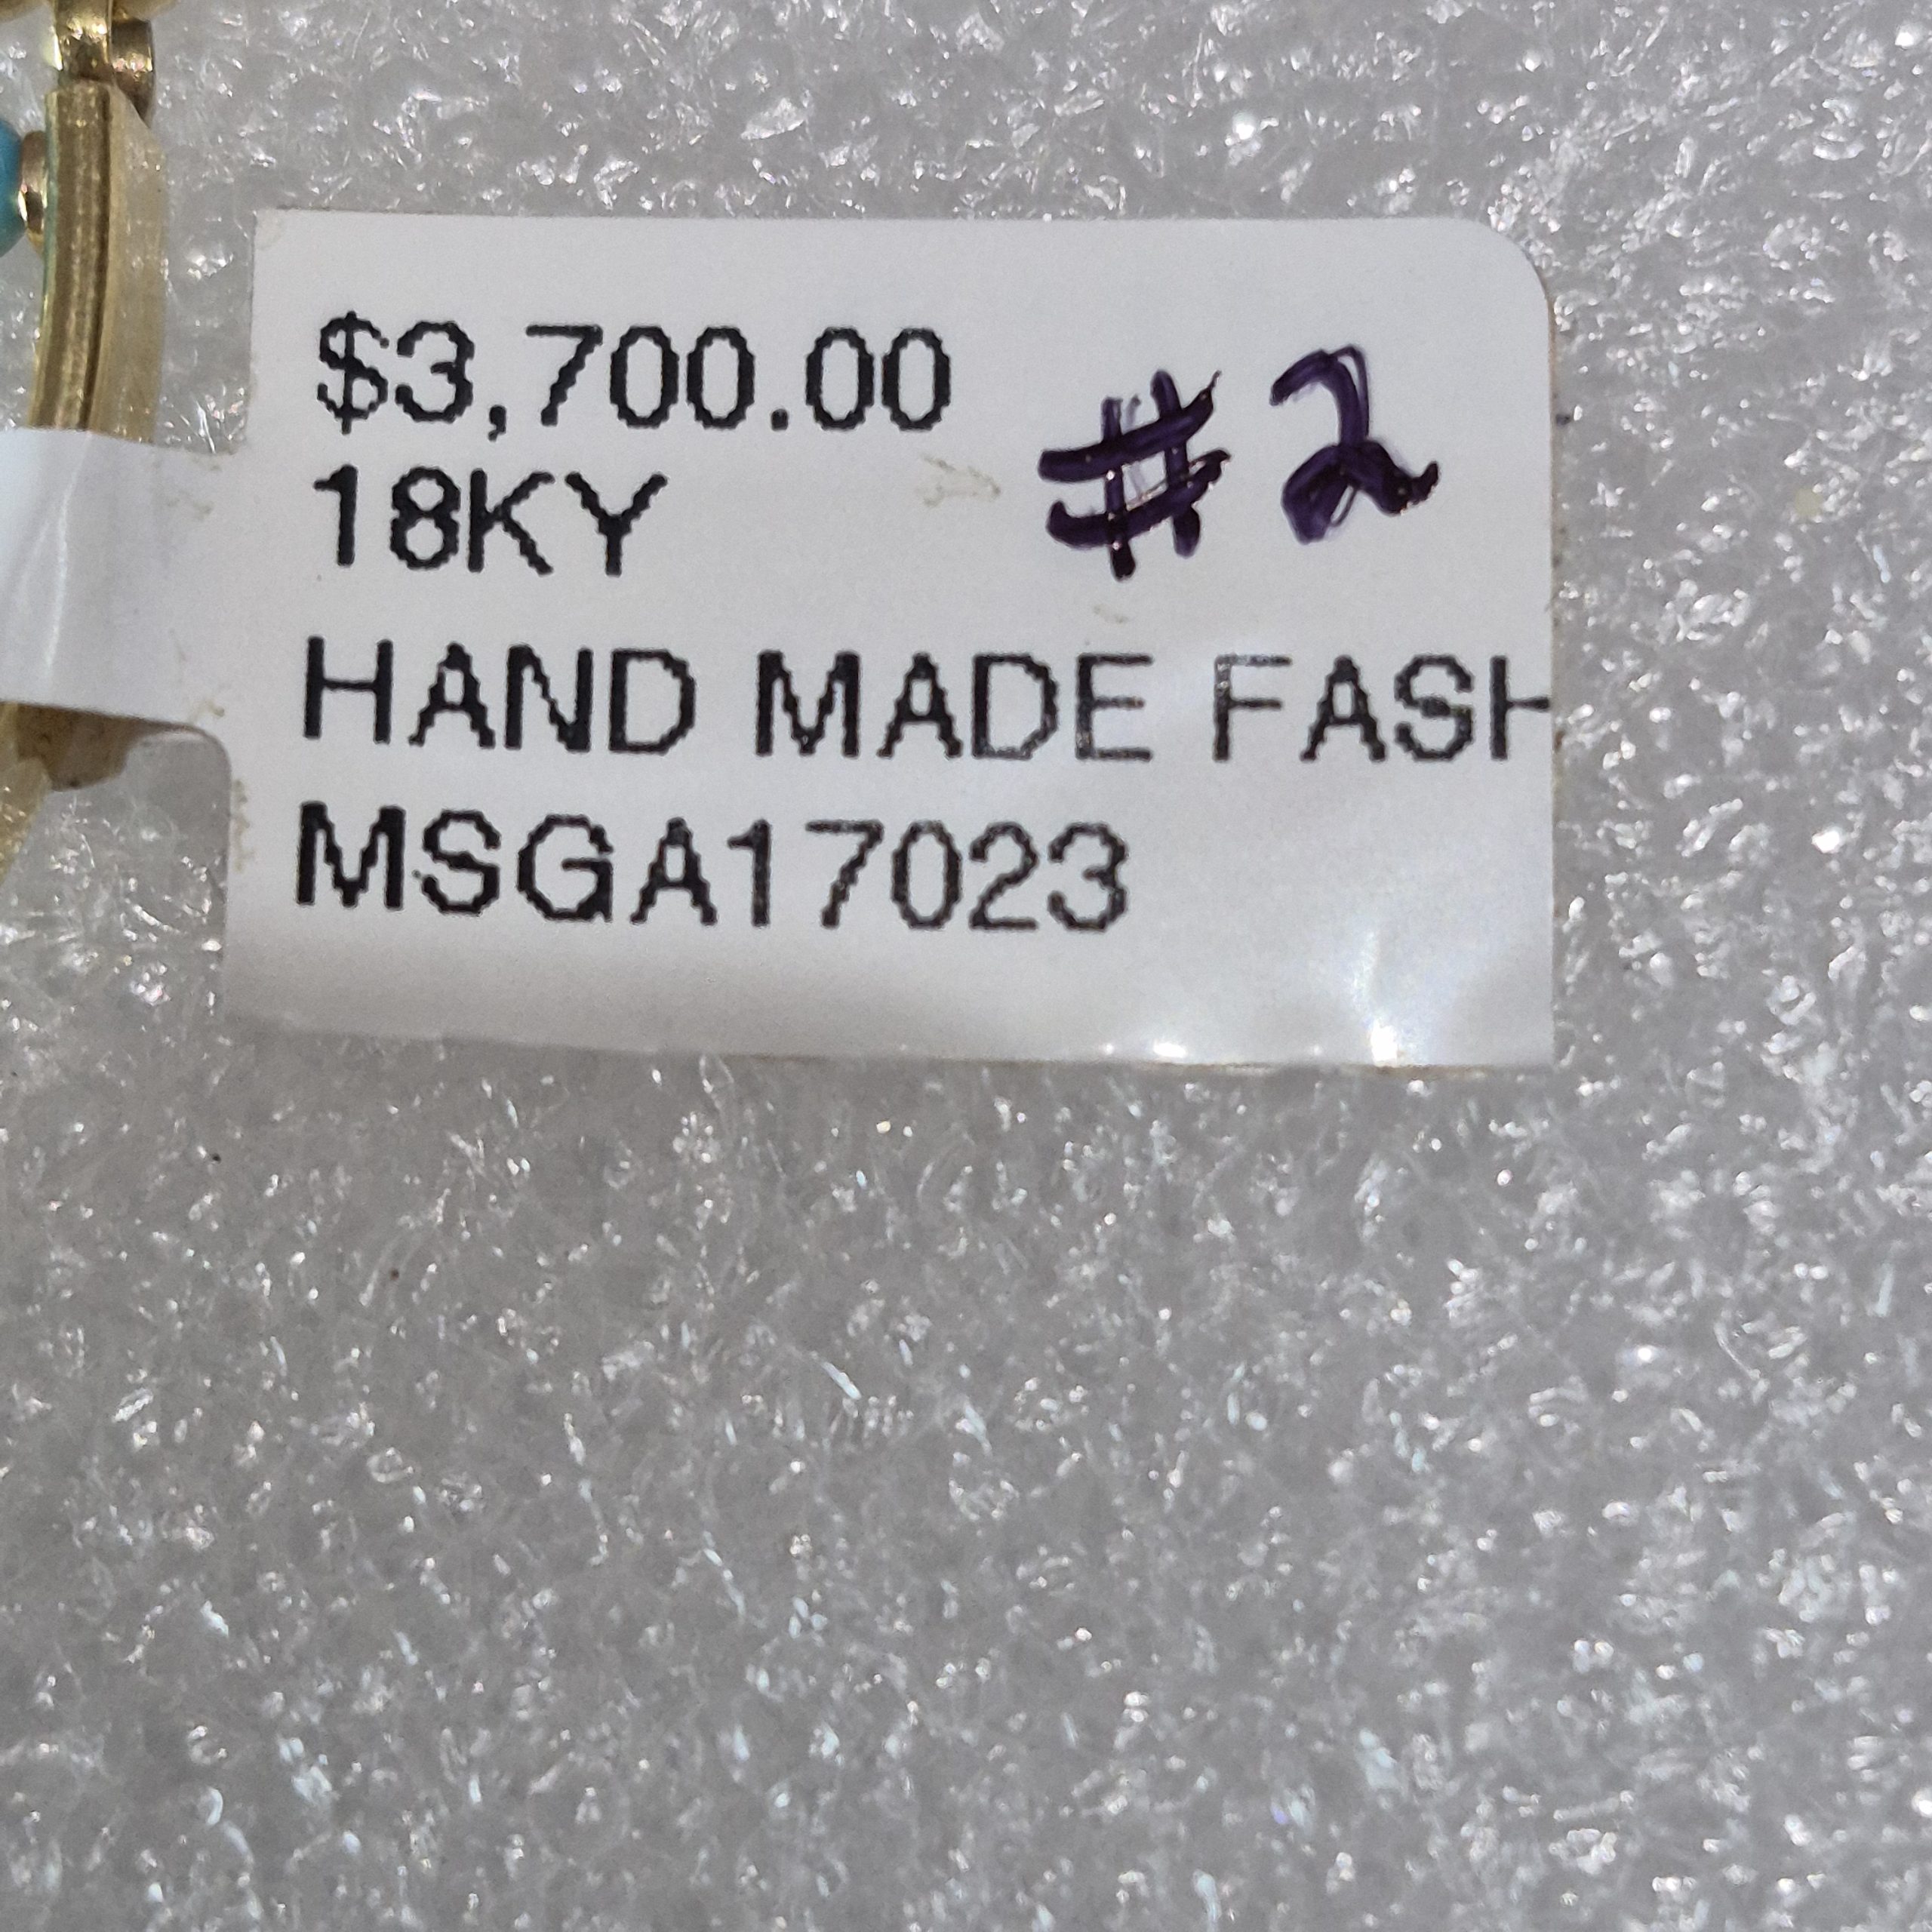 $3,700.00
#2
18KY
HAND MADE FASH
MSGA17023